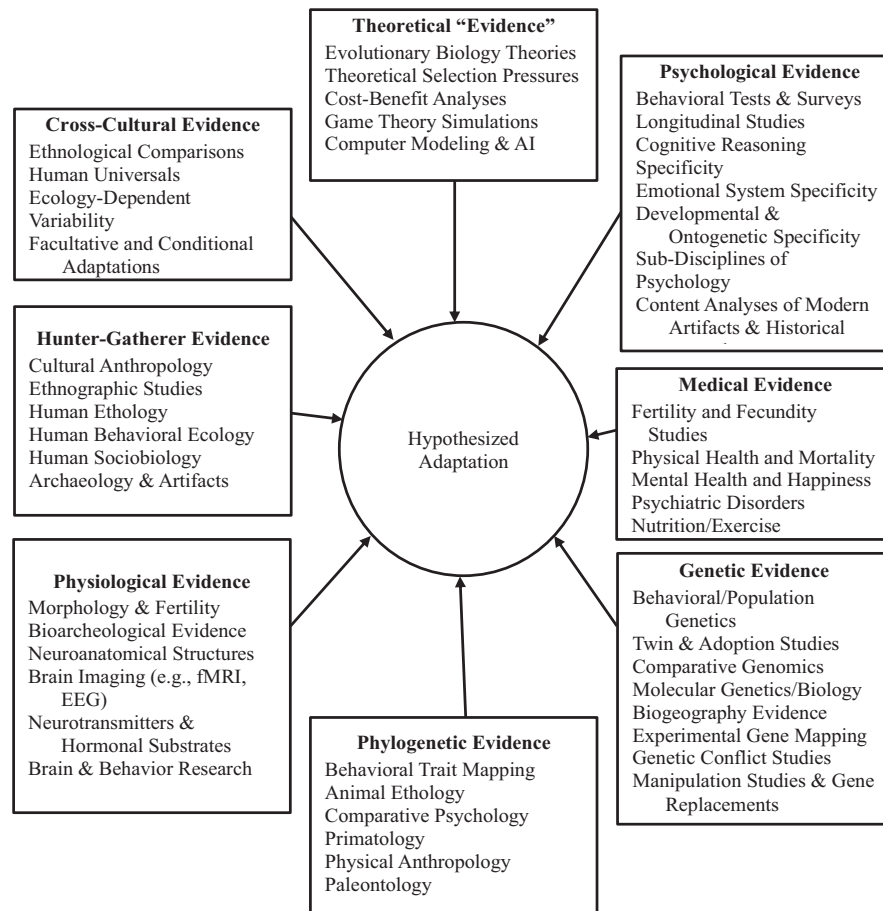 Theoretical “Evidence”
Evolutionary Biology Theories
Theoretical Selection Pressures
Cost-Benefit Analyses
Game Theory Simulations
Computer Modeling & AI
Psychological Evidence
Behavioral Tests & Surveys
Longitudinal Studies
Cognitive Reasoning
Specificity
Emotional System Specificity
Developmental &
Ontogenetic Specificity
Sub-Disciplines of
Psychology
Content Analyses of Modern
Artifacts & Historical
Cross-Cultural Evidence
Ethnological Comparisons
Human Universals
Ecology-Dependent
Variability
Facultative and Conditional
Adaptations
Hunter-Gatherer Evidence
Cultural Anthropology
Ethnographic Studies
Human Ethology
Human Behavioral Ecology
Human Sociobiology
Archaeology & Artifacts
Hypothesized
Adaptation
Medical Evidence
Fertility and Fecundity
Studies
Physical Health and Mortality
Mental Health and Happiness
Psychiatric Disorders
Nutrition/Exercise
Physiological Evidence
Morphology & Fertility
Bioarcheological Evidence
Neuroanatomical Structures
Brain Imaging (e.g., fMRI,
EEG)
Neurotransmitters &
Hormonal Substrates
Brain & Behavior Research
Genetic Evidence
Behavioral/Population
Genetics
Twin & Adoption Studies
Comparative Genomics
Molecular Genetics/Biology
Biogeography Evidence
Experimental Gene Mapping
Genetic Conflict Studies
Manipulation Studies & Gene
Replacements
Phylogenetic Evidence
Behavioral Trait Mapping
Animal Ethology
Comparative Psychology
Primatology
Physical Anthropology
Paleontology